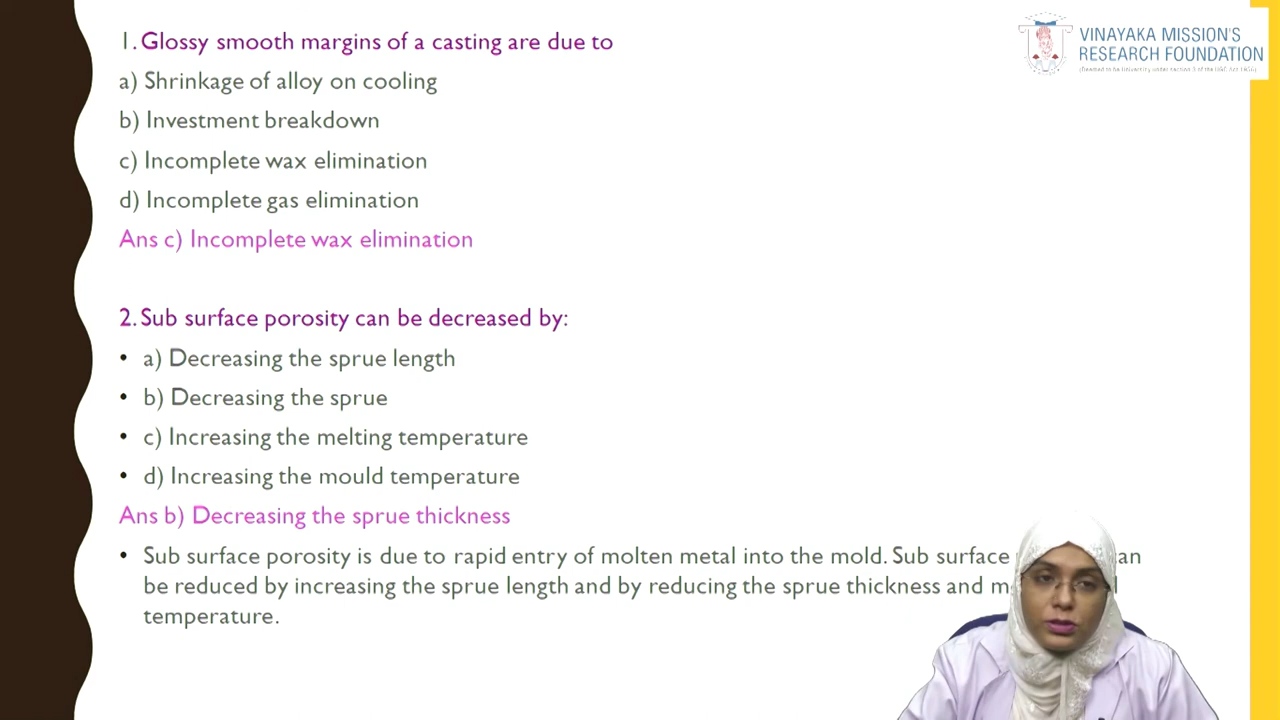 1. Glossy smooth margins of a casting are due to
a) Shrinkage of alloy on cooling
b) Investment breakdown
c) Incomplete wax elimination
d) Incomplete gas elimination
Ans c) Incomplete wax elimination
2. Sub surface porosity can be decreased by:
• a) Decreasing the sprue length
• b) Decreasing the sprue
• c) Increasing the melting temperature
• d) Increasing the mould temperature
Ans b) Decreasing the sprue thickness
• Sub surface porosity is due to rapid entry of molten metal into the mold. Sub surface
be reduced by increasing the sprue length and by reducing the sprue thickness and
temperature.
VINAYAKA MISSION'S
RESEARCH FOUNDATION